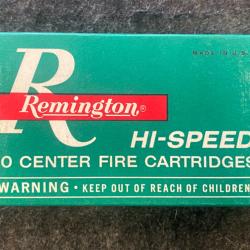 MADE IN U.S.
R
Remington®
HI-SPEED
0 CENTER FIRE CARTRIDGES
WARNING • KEEP OUT OF REACH OF CHILDREN